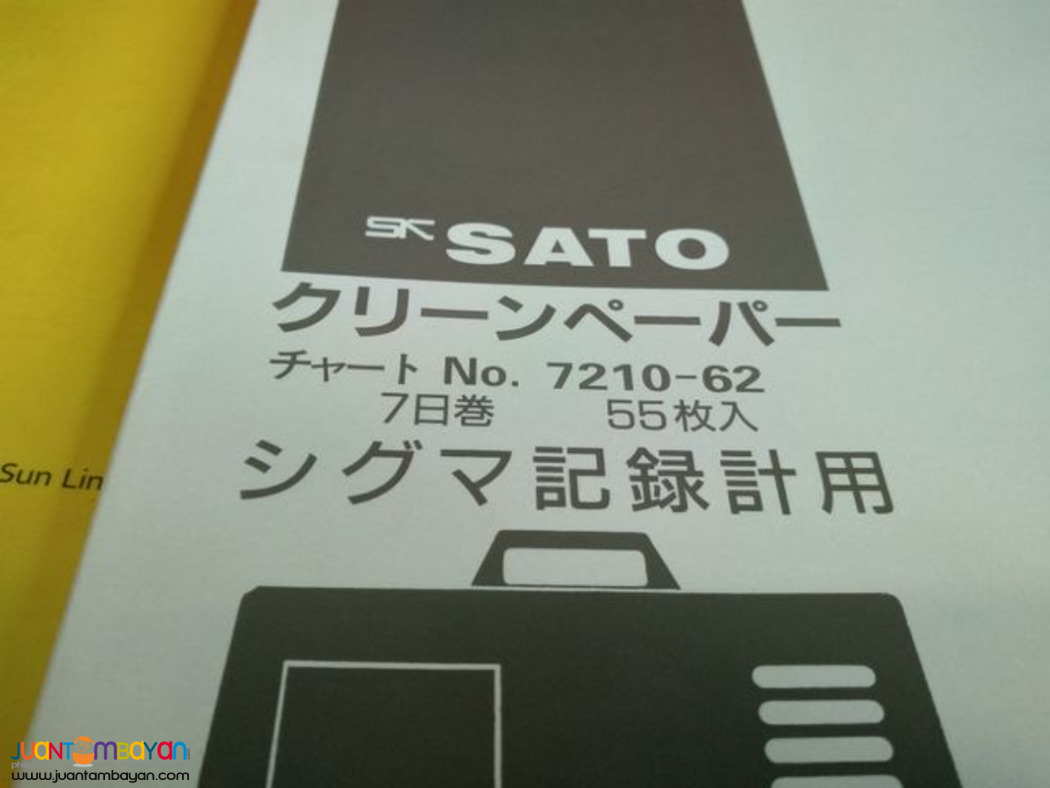 SK SATO
クリーンペーパー
チャート No. 7210-62
7日巻 55枚入
シグマ記録計用
Sun Lin
JUANTAMBAYAN
www.juantambayan.com